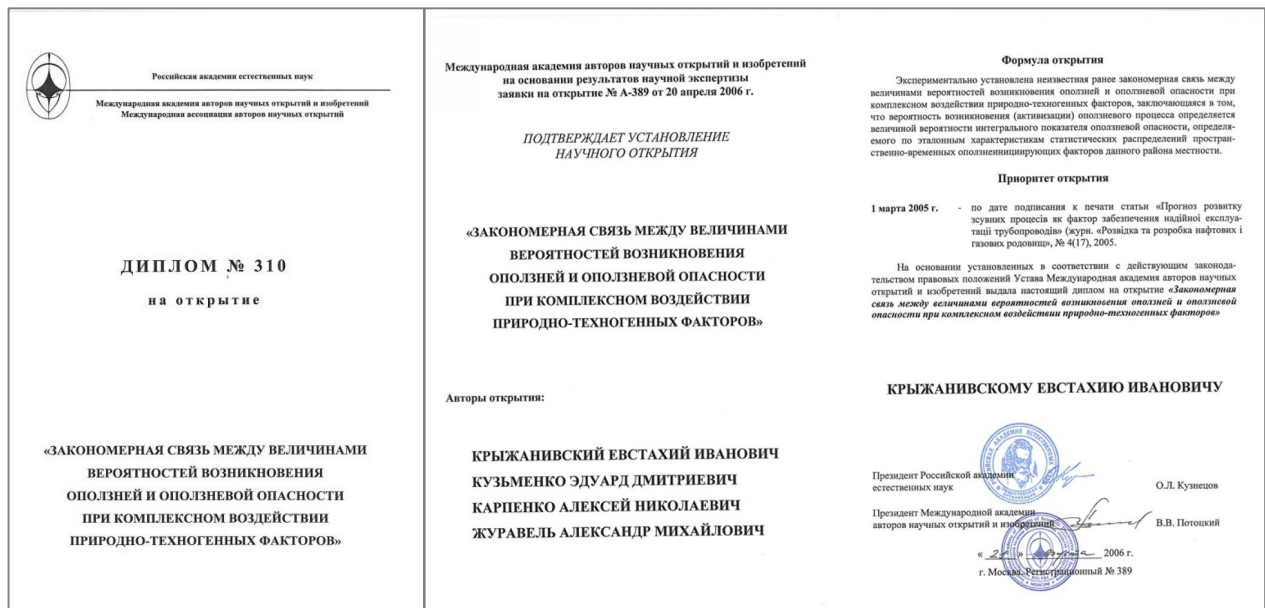 Российская академия естественных наук
Международная академия авторов научных открытий и изобретений
Международная ассоциация авторов научных открытий
ДИПЛОМ № 310
на открытие
«ЗАКОНОМЕРНАЯ СВЯЗЬ МЕЖДУ ВЕЛИЧИНАМИ
ВЕРОЯТНОСТЕЙ ВОЗНИКНОВЕНИЯ
ОПОЛЗНЕЙ И ОПОЛЗНЕВОЙ ОПАСНОСТИ
ПРИ КОМПЛЕКСНОМ ВОЗДЕЙСТВИИ
ПРИРОДНО-ТЕХНОГЕННЫХ ФАКТОРОВ»
Международная академия авторов научных открытий и изобретений
на основании результатов научной экспертизы
заявки на открытие № А-389 от 20 апреля 2006 г.
ПОДТВЕРЖДАЕТ УСТАНОВЛЕНИЕ
НАУЧНОГО ОТКРЫТИЯ
«ЗАКОНОМЕРНАЯ СВЯЗЬ МЕЖДУ ВЕЛИЧИНАМИ
ВЕРОЯТНОСТЕЙ ВОЗНИКНОВЕНИЯ
ОПОЛЗНЕЙ И ОПОЛЗНЕВОЙ ОПАСНОСТИ
ПРИ КОМПЛЕКСНОМ ВОЗДЕЙСТВИИ
ПРИРОДНО-ТЕХНОГЕННЫХ ФАКТОРОВ»
Авторы открытия:
КРЫЖАНИВСКИЙ ЕВСТАХИЙ ИВАНОВИЧ
КУЗЬМЕНКО ЭДУАРД ДМИТРИЕВИЧ
КАРПЕНКО АЛЕКСЕЙ НИКОЛАЕВИЧ
ЖУРАВЕЛЬ АЛЕКСАНДР МИХАЙЛОВИЧ
Формула открытия
Экспериментально установлена неизвестная ранее закономерная связь между
величинами вероятностей возникновения оползней и оползневой опасности при
комплексном воздействии природно-техногенных факторов, заключающаяся в том,
что вероятность возникновения (активизации) оползневого процесса определяется
величиной вероятности интегрального показателя оползневой опасности, определя-
емого по эталонным характеристикам статистических распределений простран-
ственно-временных оползнеинициирующих факторов данного района местности.
Приоритет открытия
1 марта 2005 г. - по дате подписания к печати статьи «Прогноз розвитку
зсувних процесів як фактор забезпечення надійної експлуа-
тації трубопроводів» (журн. «Розвідка та розробка нафтових і
газових родовищ», № 4(17), 2005.
На основании установленных в соответствии с действующим законода-
тельством правовых положений Устава Международная академия авторов научных
открытий и изобретений выдала настоящий диплом на открытие «Закономерная
связь между величинами вероятностей возникновения оползней и оползневой
опасности при комплексном воздействии природно-техногенных факторов»
КРЫЖАНИВСКОМУ ЕВСТАХИЮ ИВАНОВИЧУ
Президент Российской академии
естественных наук О.Л. Кузнецов
Президент Международной академии
авторов научных открытий и изобретений В.В. Потоцкий
« » августа 2006 г.
г. Москва. Регистрационный № 389